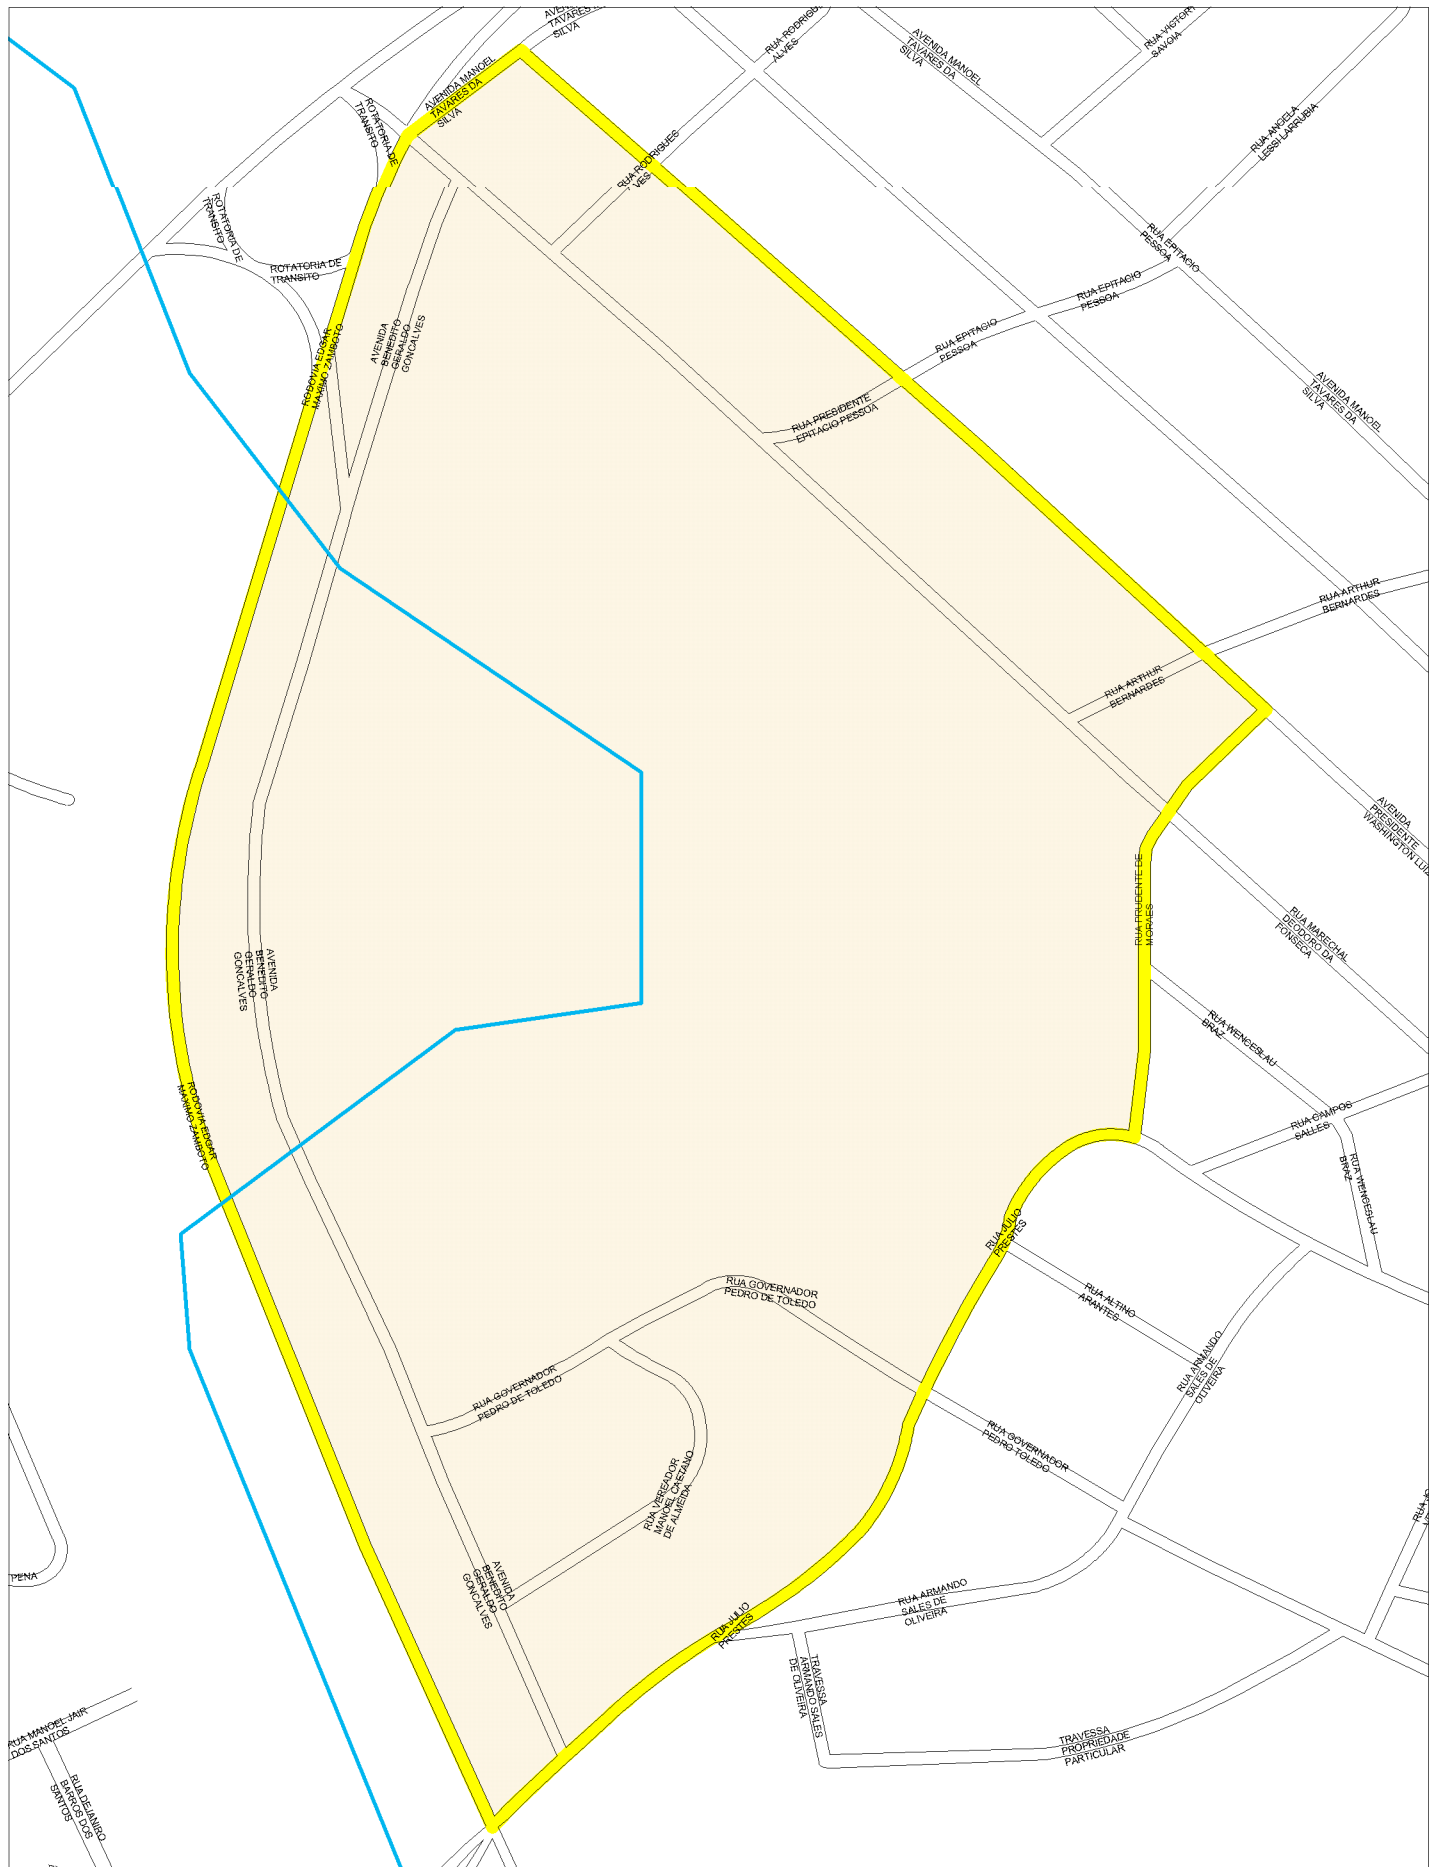 AVENIDA MANOEL
TAVARES DA
SILVA
TAVARES
SILVA
RUA RODRIGU
ALVES
AVENIDA MANOEL
TAVARES DA
SILVA
RUA VICTOR
SAVOIA
ROTATORIA DE
TRANSITO
RUA ANGELA
LESSI LARRUBIA
RUA RODRIGUES
VES
ROTATORIA DE
TRANSITO
ROTATORIA DE
TRANSITO
RUA EPITACIO
PESSOA
RUA EPITACIO
PESSOA
RUA EPITACIO
PESSOA
RODOVIA EDGAR
MAXIMO ZAMBOTO
AVENIDA
BENEDITO
GERALDO
GONCALVES
RUA PRESIDENTE
EPITACIO PESSOA
AVENIDA MANOEL
TAVARES DA
SILVA
RUA ARTHUR
BERNARDES
RUA ARTHUR
BERNARDES
AVENIDA
PRESIDENTE
WASHINGTON LUIZ
RUA PRUDENTE DE
MORAES
RUA MARECHAL
DEODORO DA
FONSECA
AVENIDA
BENEDITO
GERALDO
GONCALVES
RUA WENCESLAU
BRAZ
RODOVIA EDGAR
MAXIMO ZAMBOTO
RUA CAMPOS
SALLES
RUA WENCESLAU
BRAZ
RUA JULIO
PRESTES
RUA ALTINO
ARANTES
RUA GOVERNADOR
PEDRO DE TOLEDO
RUA ARMANDO
SALES DE
OLIVEIRA
RUA GOVERNADOR
PEDRO DE TOLEDO
RUA GOVERNADOR
PEDRO TOLEDO
RUA VEREADOR
MANOEL CAETANO
DE ALMEIDA
PENA
AVENIDA
BENEDITO
GERALDO
GONCALVES
RUA ARMANDO
SALES DE
OLIVEIRA
RUA JULIO
PRESTES
TRAVESSA
ARMANDO SALES
DE OLIVEIRA
RUA MANOEL JAIR
DOS SANTOS
TRAVESSA
PROPRIEDADE
PARTICULAR
RUA DEJANIRO
BARROS DOS
SANTOS